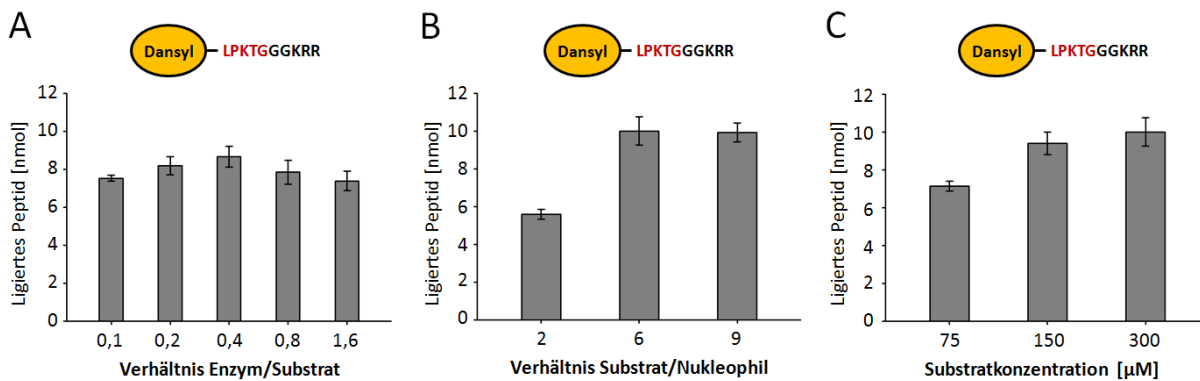 A
Dansyl
LPKTGGGKRR
Ligiertes Peptid [nmol]
12
10
8
6
4
2
0
0,1 0,2 0,4 0,8 1,6
Verhältnis Enzym/Substrat
B
Dansyl
LPKTGGGKRR
Ligiertes Peptid [nmol]
12
10
8
6
4
2
0
2 6 9
Verhältnis Substrat/Nukleophil
C
Dansyl
LPKTGGGKRR
Ligiertes Peptid [nmol]
12
10
8
6
4
2
0
75 150 300
Substratkonzentration [µM]